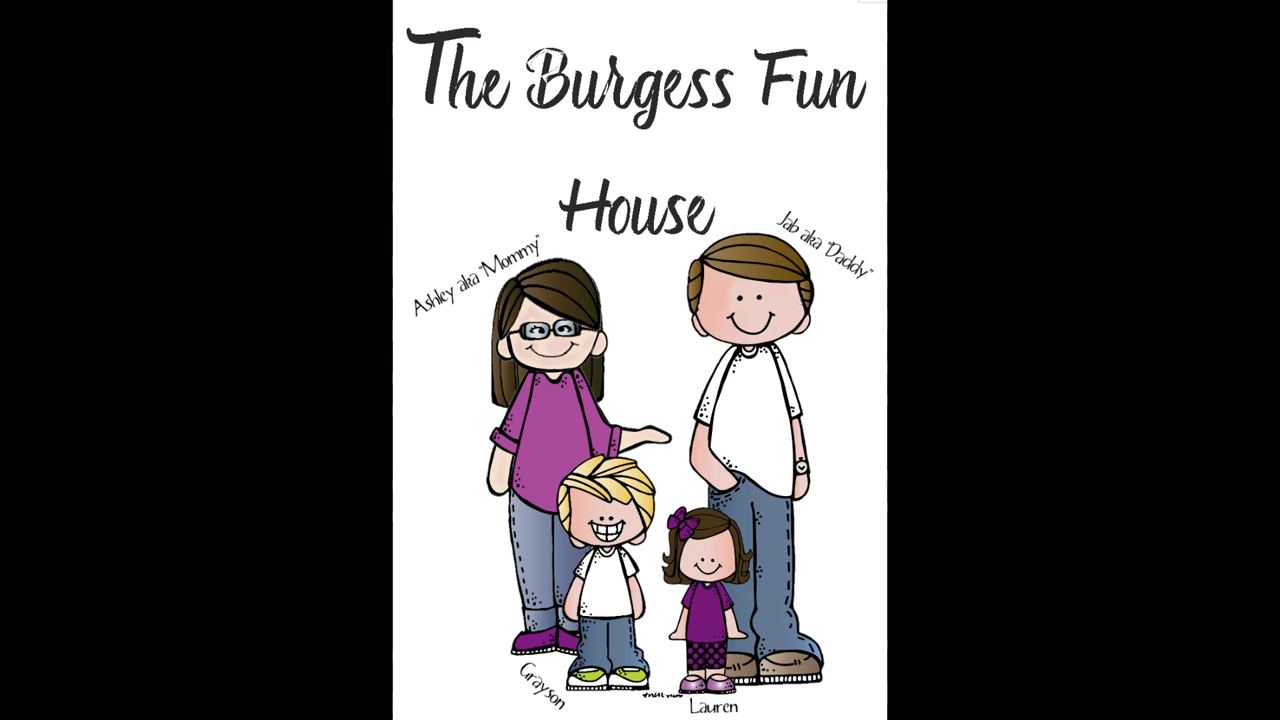 The Burgess Fun
House
Ashley aka "Mommy"
Jab aka "Daddy"
Grayson
Lauren